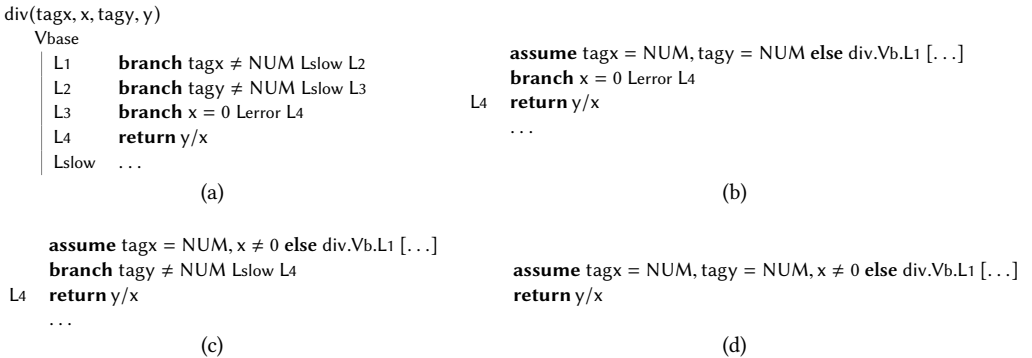 div(tagx, x, tagy, y)
Vbase
L1 branch tagx ≠ NUM Lslow L2
L2 branch tagy ≠ NUM Lslow L3
L3 branch x = 0 Lerror L4
L4 return y/x
Lslow ...
(a)
assume tagx = NUM, tagy = NUM else div.Vb.L1 [...]
branch x = 0 Lerror L4
L4 return y/x
...
(b)
assume tagx = NUM, x ≠ 0 else div.Vb.L1 [...]
branch tagy ≠ NUM Lslow L4
L4 return y/x
...
(c)
assume tagx = NUM, tagy = NUM, x ≠ 0 else div.Vb.L1 [...]
return y/x
(d)